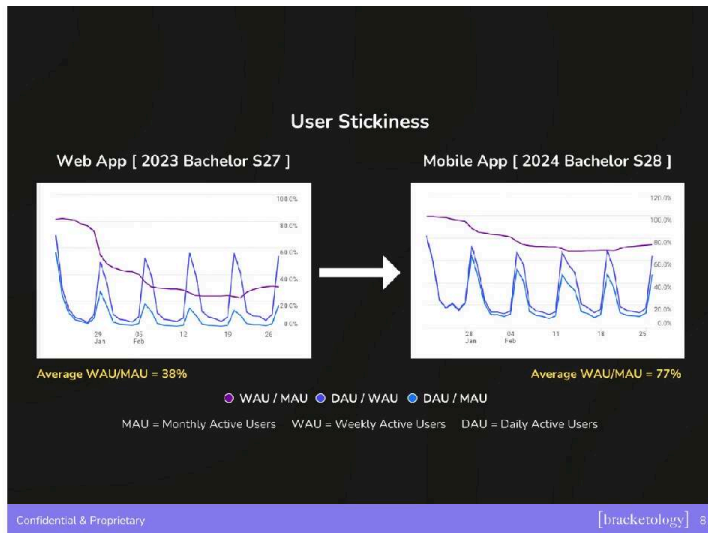 User Stickiness
Web App [ 2023 Bachelor S27 ]
100.0%
80.0%
60.0%
40.0%
20.0%
0.0%
29 Jan
05 Feb
12
19
26
Average WAU/MAU = 38%
Mobile App [ 2024 Bachelor S28 ]
120.0%
100.0%
80.0%
60.0%
40.0%
20.0%
0.0%
28 Jan
04 Feb
11
18
25
Average WAU/MAU = 77%
WAU / MAU DAU / WAU DAU / MAU
MAU = Monthly Active Users WAU = Weekly Active Users DAU = Daily Active Users
Confidential & Proprietary
[bracketology] 8